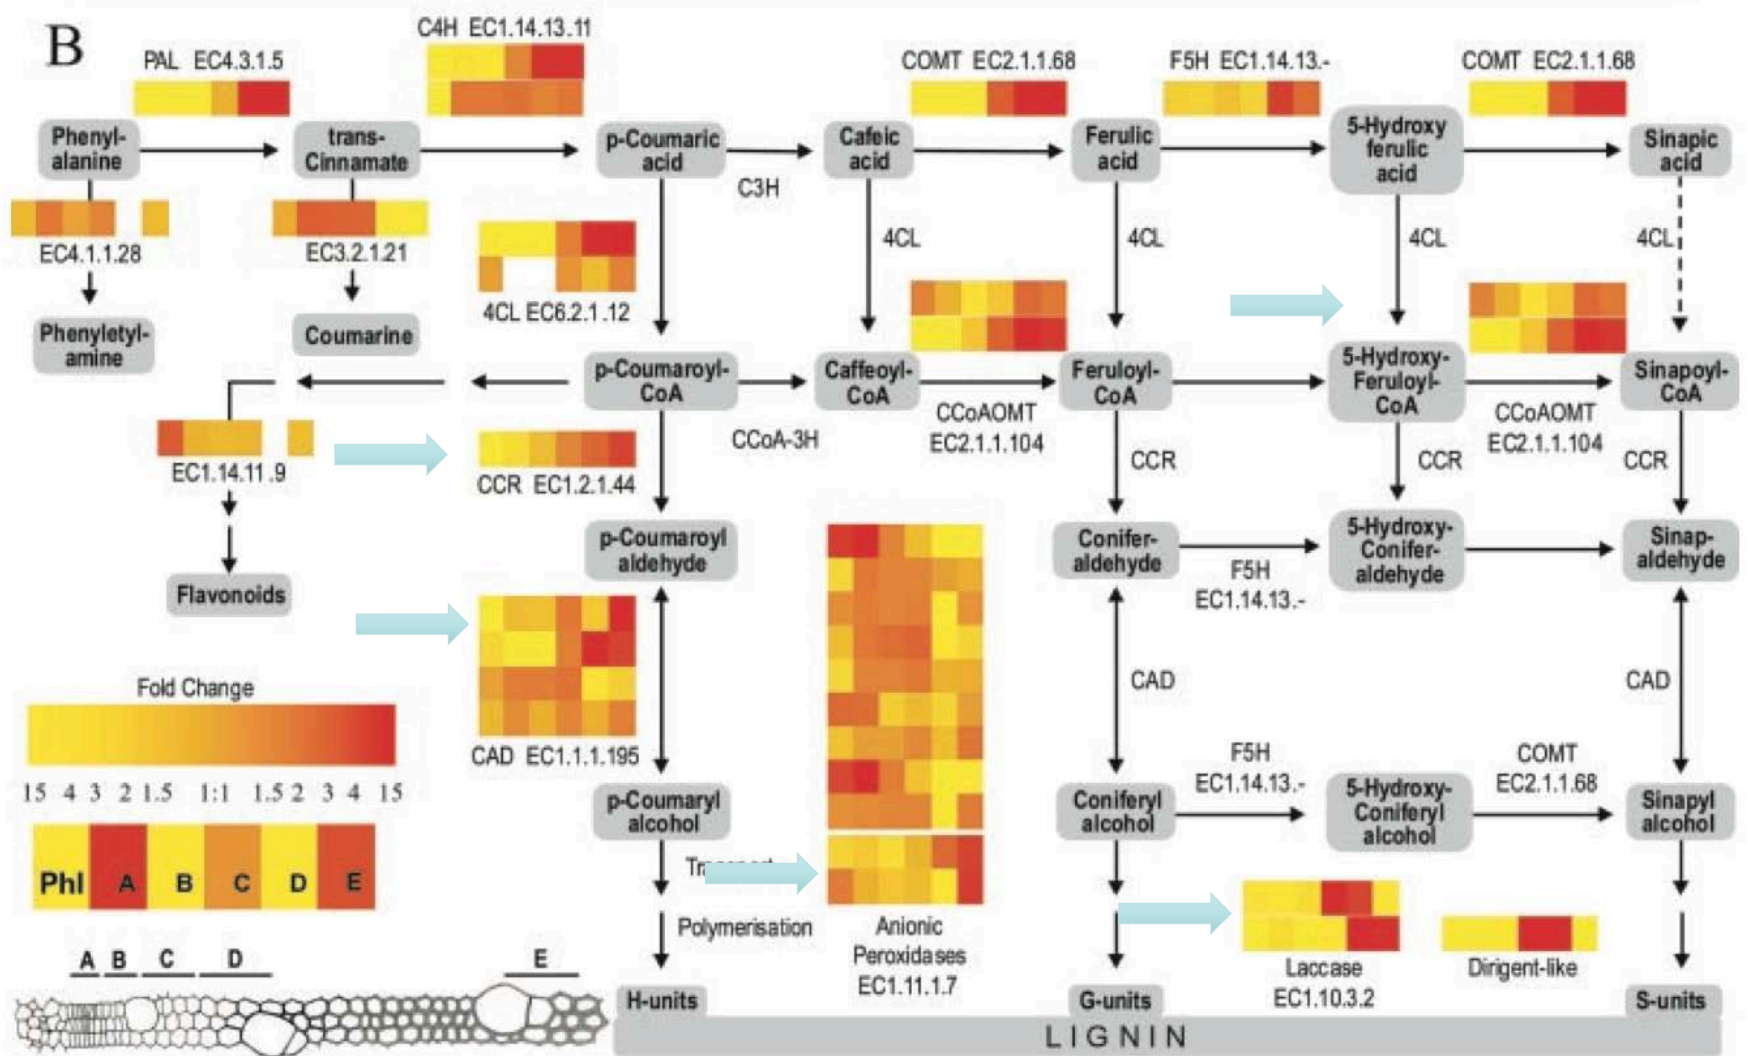 B
PAL EC4.3.1.5
C4H EC1.14.13.11
COMT EC2.1.1.68
F5H EC1.14.13.-
COMT EC2.1.1.68
Phenyl-
alanine
trans-
Cinnamate
p-Coumaric
acid
C3H
Cafeic
acid
Ferulic
acid
5-Hydroxy
ferulic
acid
Sinapic
acid
EC4.1.1.28
EC3.2.1.21
4CL EC6.2.1.12
4CL
4CL
4CL
4CL
Phenyletyl-
amine
Coumarine
p-Coumaroyl-
CoA
CCoA-3H
Caffeoyl-
CoA
CCoAOMT
EC2.1.1.104
Feruloyl-
CoA
5-Hydroxy-
Feruloyl-
CoA
CCoAOMT
EC2.1.1.104
Sinapoyl-
CoA
EC1.14.11.9
CCR EC1.2.1.44
CCR
CCR
CCR
Flavonoids
p-Coumaroyl
aldehyde
Conifer-
aldehyde
F5H
EC1.14.13.-
5-Hydroxy-
Conifer-
aldehyde
Sinap-
aldehyde
CAD EC1.1.1.195
CAD
CAD
Fold Change
15 4 3 2 1.5 1:1 1.5 2 3 4 15
Phl A B C D E
p-Coumaryl
alcohol
Coniferyl
alcohol
F5H
EC1.14.13.-
5-Hydroxy-
Coniferyl
alcohol
COMT
EC2.1.1.68
Sinapyl
alcohol
Polymerisation
Anionic
Peroxidases
EC1.11.1.7
Laccase
EC1.10.3.2
Dirigent-like
A B C D E
H-units
G-units
S-units
LIGNIN